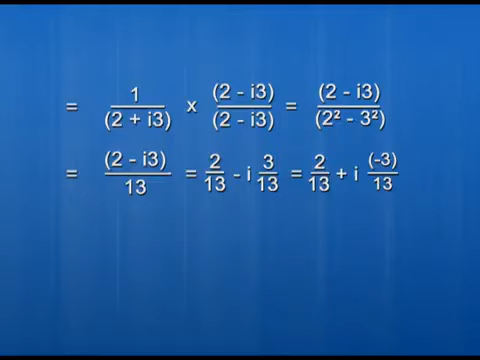 = 1/(2 + i3) x (2 - i3)/(2 - i3) = (2 - i3)/(2² - 3²)
= (2 - i3)/13 = 2/13 - i 3/13 = 2/13 + i (-3)/13